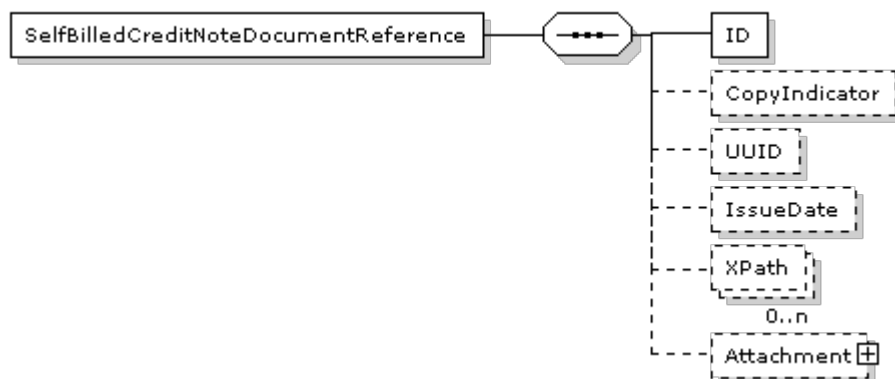 SelfBilledCreditNoteDocumentReference
ID
CopyIndicator
UUID
IssueDate
XPath
0..n
Attachment